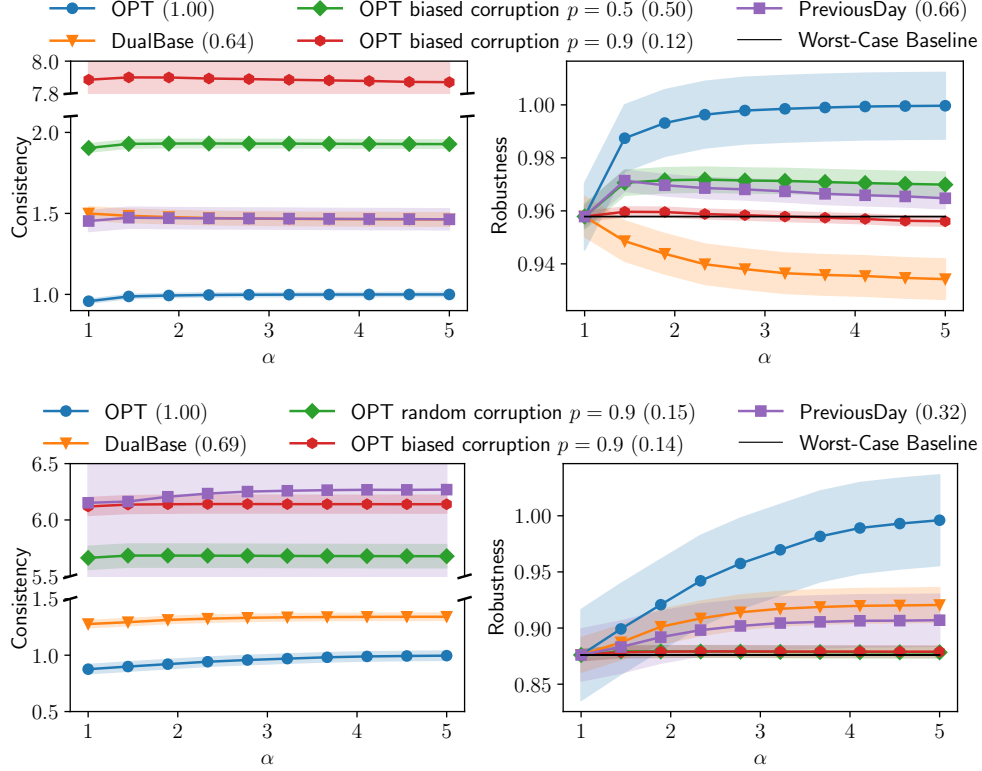 OPT (1.00)
OPT biased corruption p = 0.5 (0.50)
PreviousDay (0.66)
DualBase (0.64)
OPT biased corruption p = 0.9 (0.12)
Worst-Case Baseline
8.0
7.8
2.0
1.5
1.0
Consistency
1 2 3 4 5
α
1.00
0.98
0.96
0.94
Robustness
1 2 3 4 5
α
OPT (1.00)
OPT random corruption p = 0.9 (0.15)
PreviousDay (0.32)
DualBase (0.69)
OPT biased corruption p = 0.9 (0.14)
Worst-Case Baseline
6.5
6.0
5.5
1.5
1.0
0.5
Consistency
1 2 3 4 5
α
1.00
0.95
0.90
0.85
Robustness
1 2 3 4 5
α